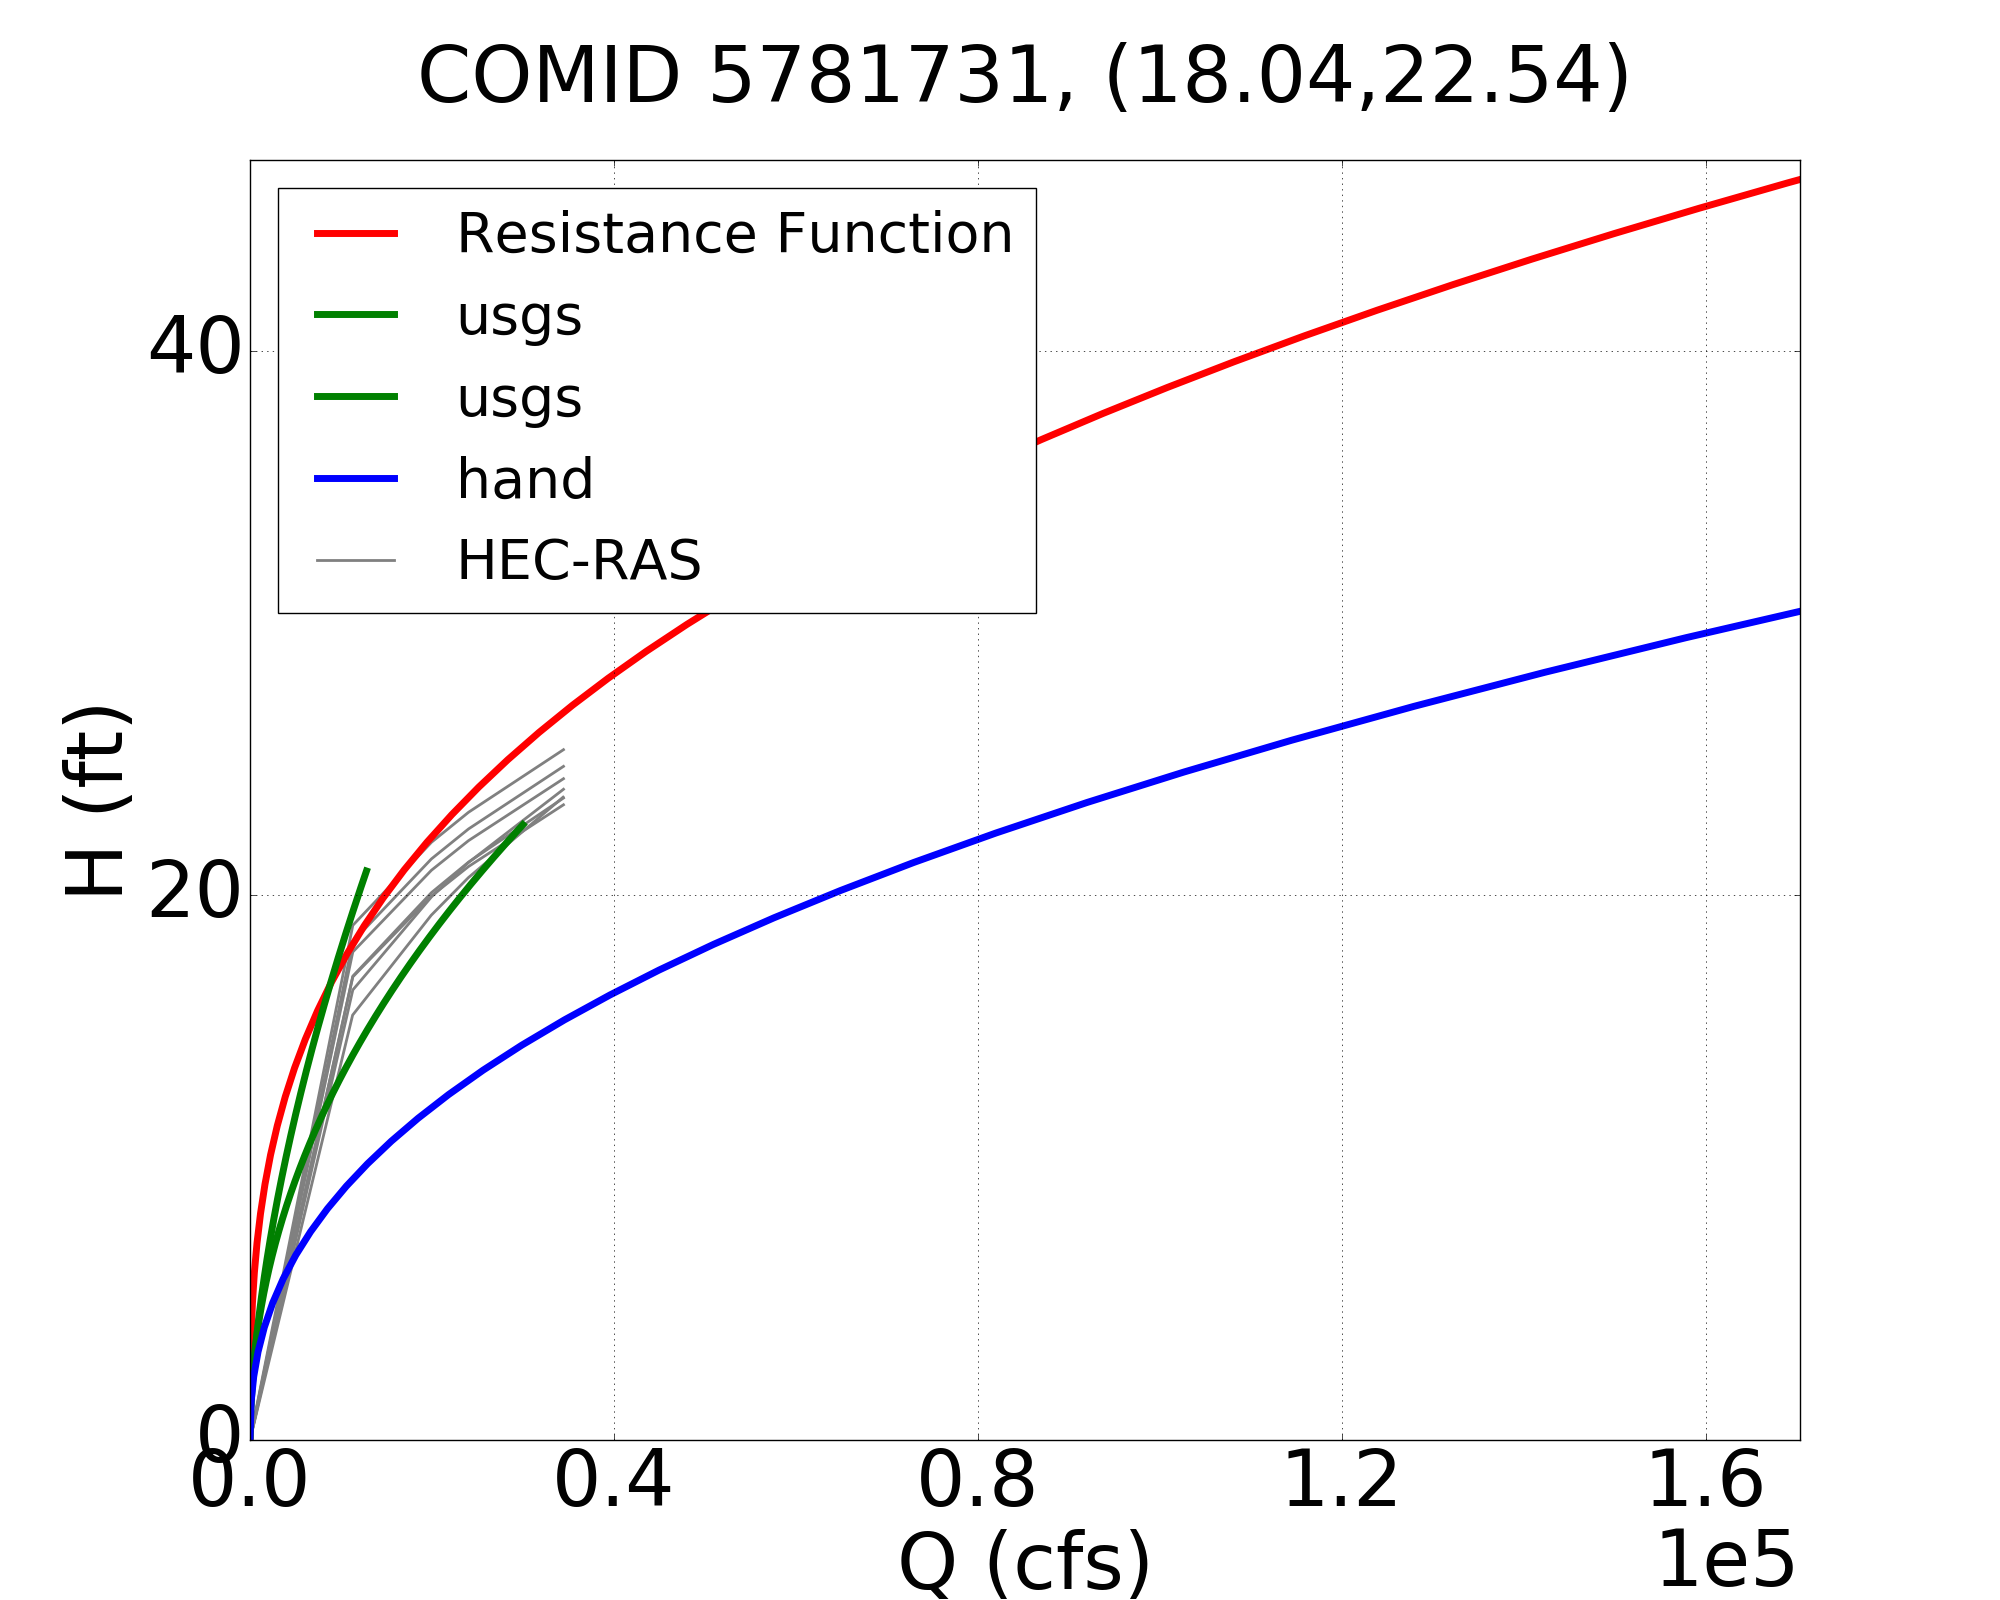 COMID 5781731, (18.04,22.54)
Resistance Function
usgs
usgs
hand
HEC-RAS
40
20
0
H (ft)
0.0 0.4 0.8 1.2 1.6
1e5
Q (cfs)